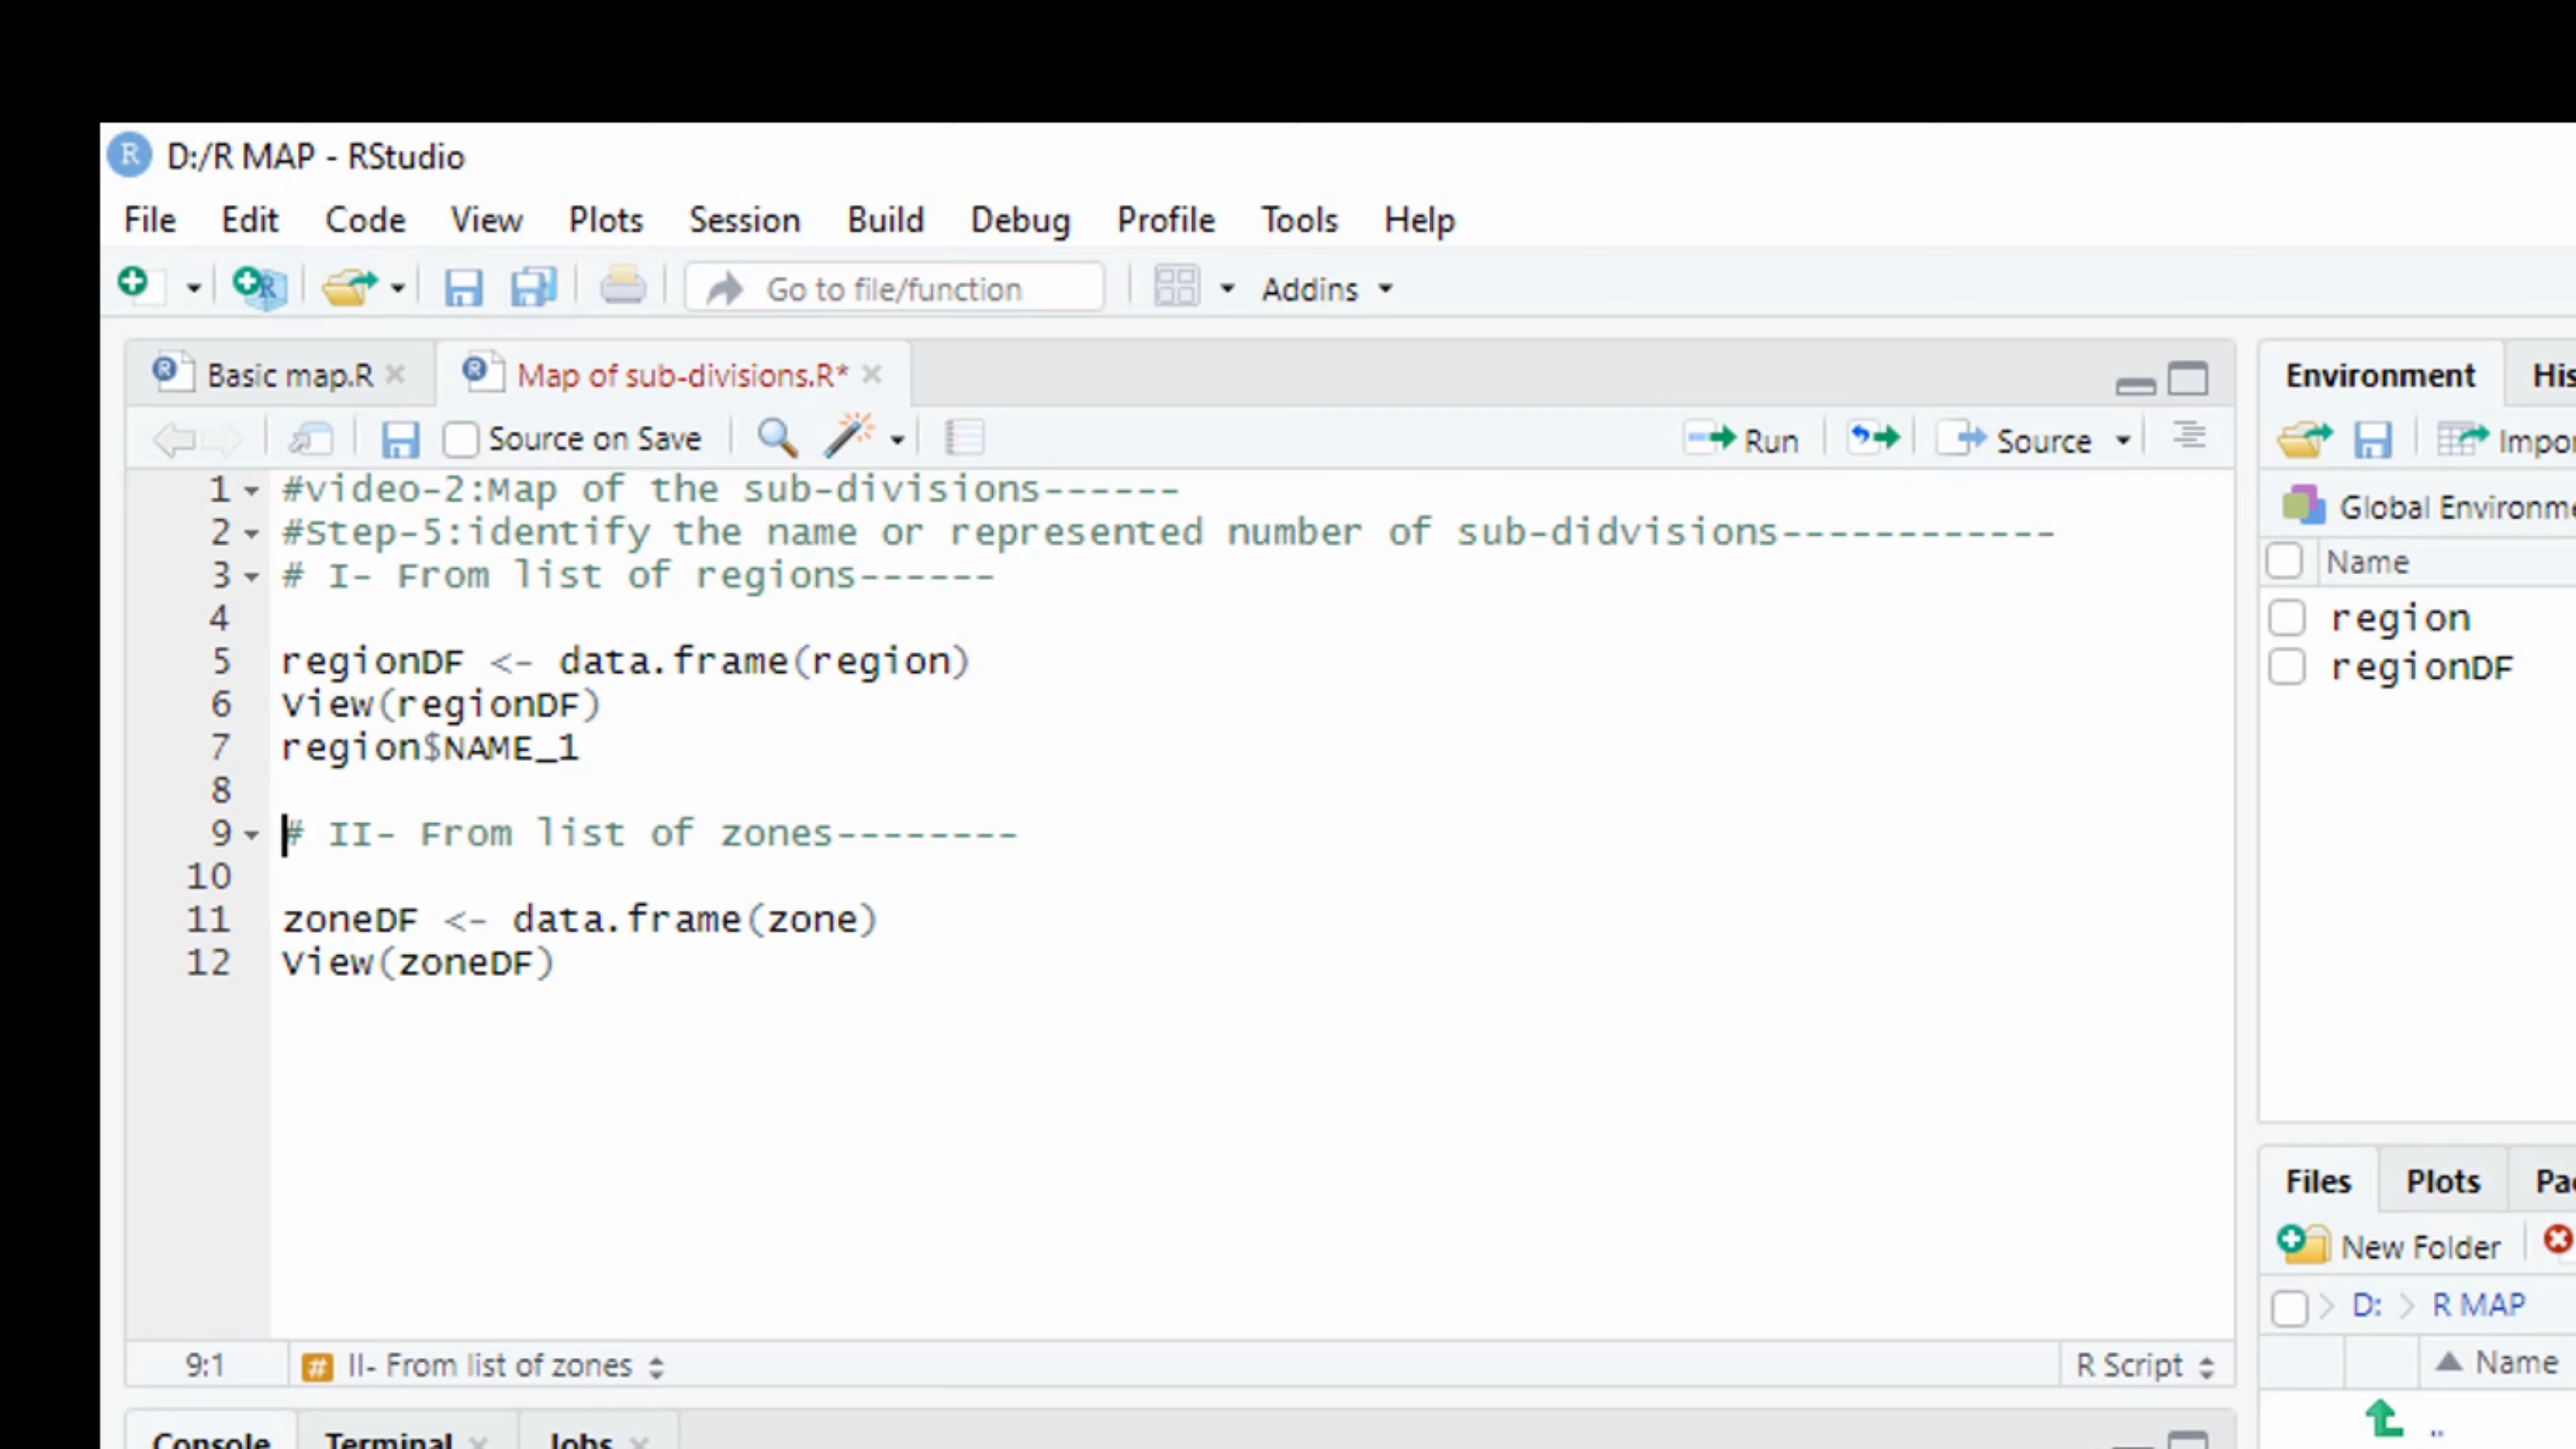 D:/R MAP - RStudio
File Edit Code View Plots Session Build Debug Profile Tools Help
Go to file/function Addins
Basic map.R Map of sub-divisions.R*
Source on Save Run Source
1 #video-2:Map of the sub-divisions------
2 #Step-5:identify the name or represented number of sub-didvisions------------
3 # I- From list of regions------
4
5 regionDF <- data.frame(region)
6 View(regionDF)
7 region$NAME_1
8
9 # II- From list of zones--------
10
11 zoneDF <- data.frame(zone)
12 View(zoneDF)
9:1 # II- From list of zones R Script
Console Terminal Jobs
Environment His
Impor
Global Environme
Name
region
regionDF
Files Plots Pac
New Folder
D: R MAP
Name
..